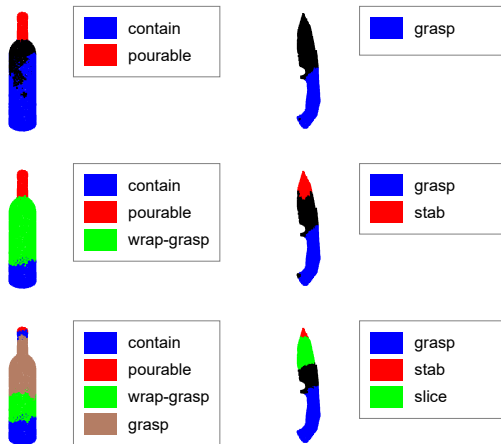 contain
pourable
grasp
contain
pourable
wrap-grasp
grasp
stab
contain
pourable
wrap-grasp
grasp
grasp
stab
slice